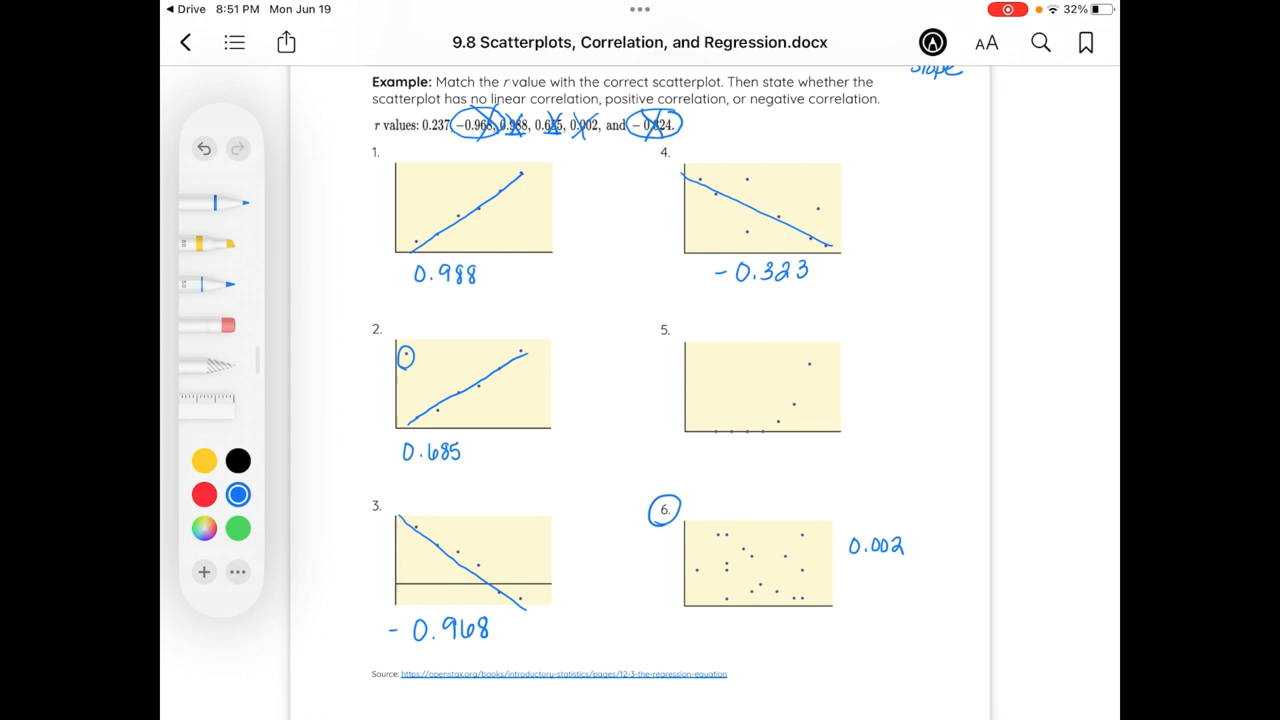 Drive 8:51 PM Mon Jun 19
32%
9.8 Scatterplots, Correlation, and Regression.docx
AA
slope
Example: Match the r value with the correct scatterplot. Then state whether the
scatterplot has no linear correlation, positive correlation, or negative correlation.
r values: 0.237, −0.968, 0.988, 0.685, 0.002, and −0.324.
1.
4.
0.988
- 0.323
2.
5.
0.685
3.
6.
0.002
- 0.968
Source: https://openstax.org/books/introductory-statistics/pages/12-3-the-regression-equation